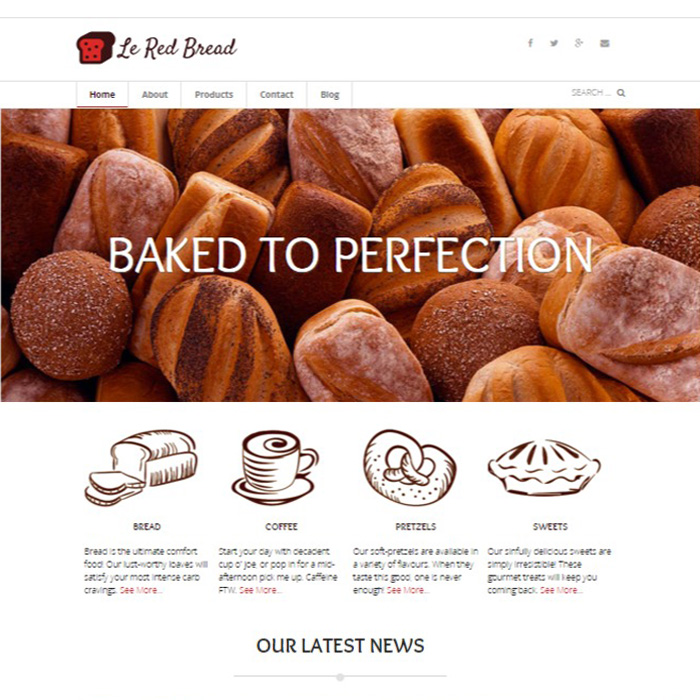 Le Red Bread
Home About Products Contact Blog
SEARCH ...
BAKED TO PERFECTION
BREAD
Bread is the ultimate comfort
food! Our lust-worthy loaves will
satisfy your most intense carb
cravings. See More...
COFFEE
Start your day with decadent
cup o' joe, or pop in for a mid-
afternoon pick me up. Caffeine
FTW. See More...
PRETZELS
Our soft-pretzels are available in
a variety of flavours. When they
taste this good, one is never
enough! See More...
SWEETS
Our sinfully delicious sweets are
simply irresistible! These
gourmet treats will keep you
coming back. See More...
OUR LATEST NEWS